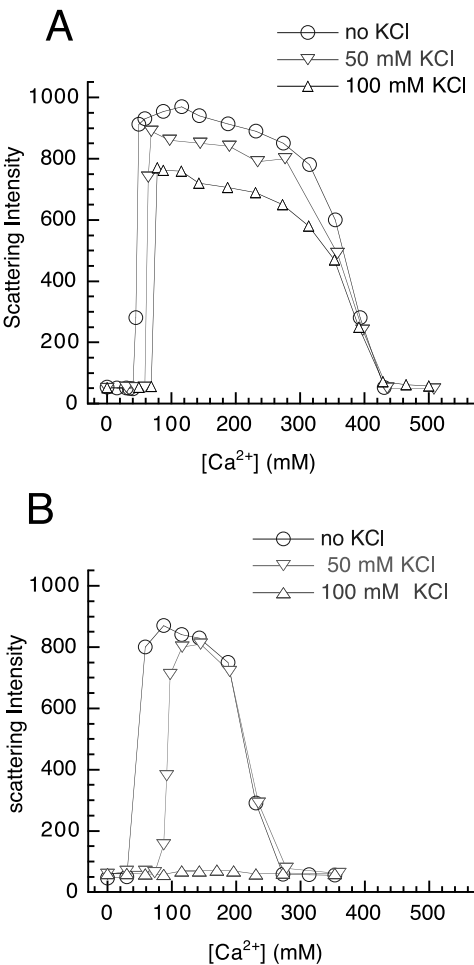 A
no KCl
50 mM KCl
100 mM KCl
1000
800
600
400
200
0
Scattering Intensity
0 100 200 300 400 500
[Ca²⁺] (mM)
B
no KCl
50 mM KCl
100 mM KCl
1000
800
600
400
200
0
scattering Intensity
0 100 200 300 400 500
[Ca²⁺] (mM)